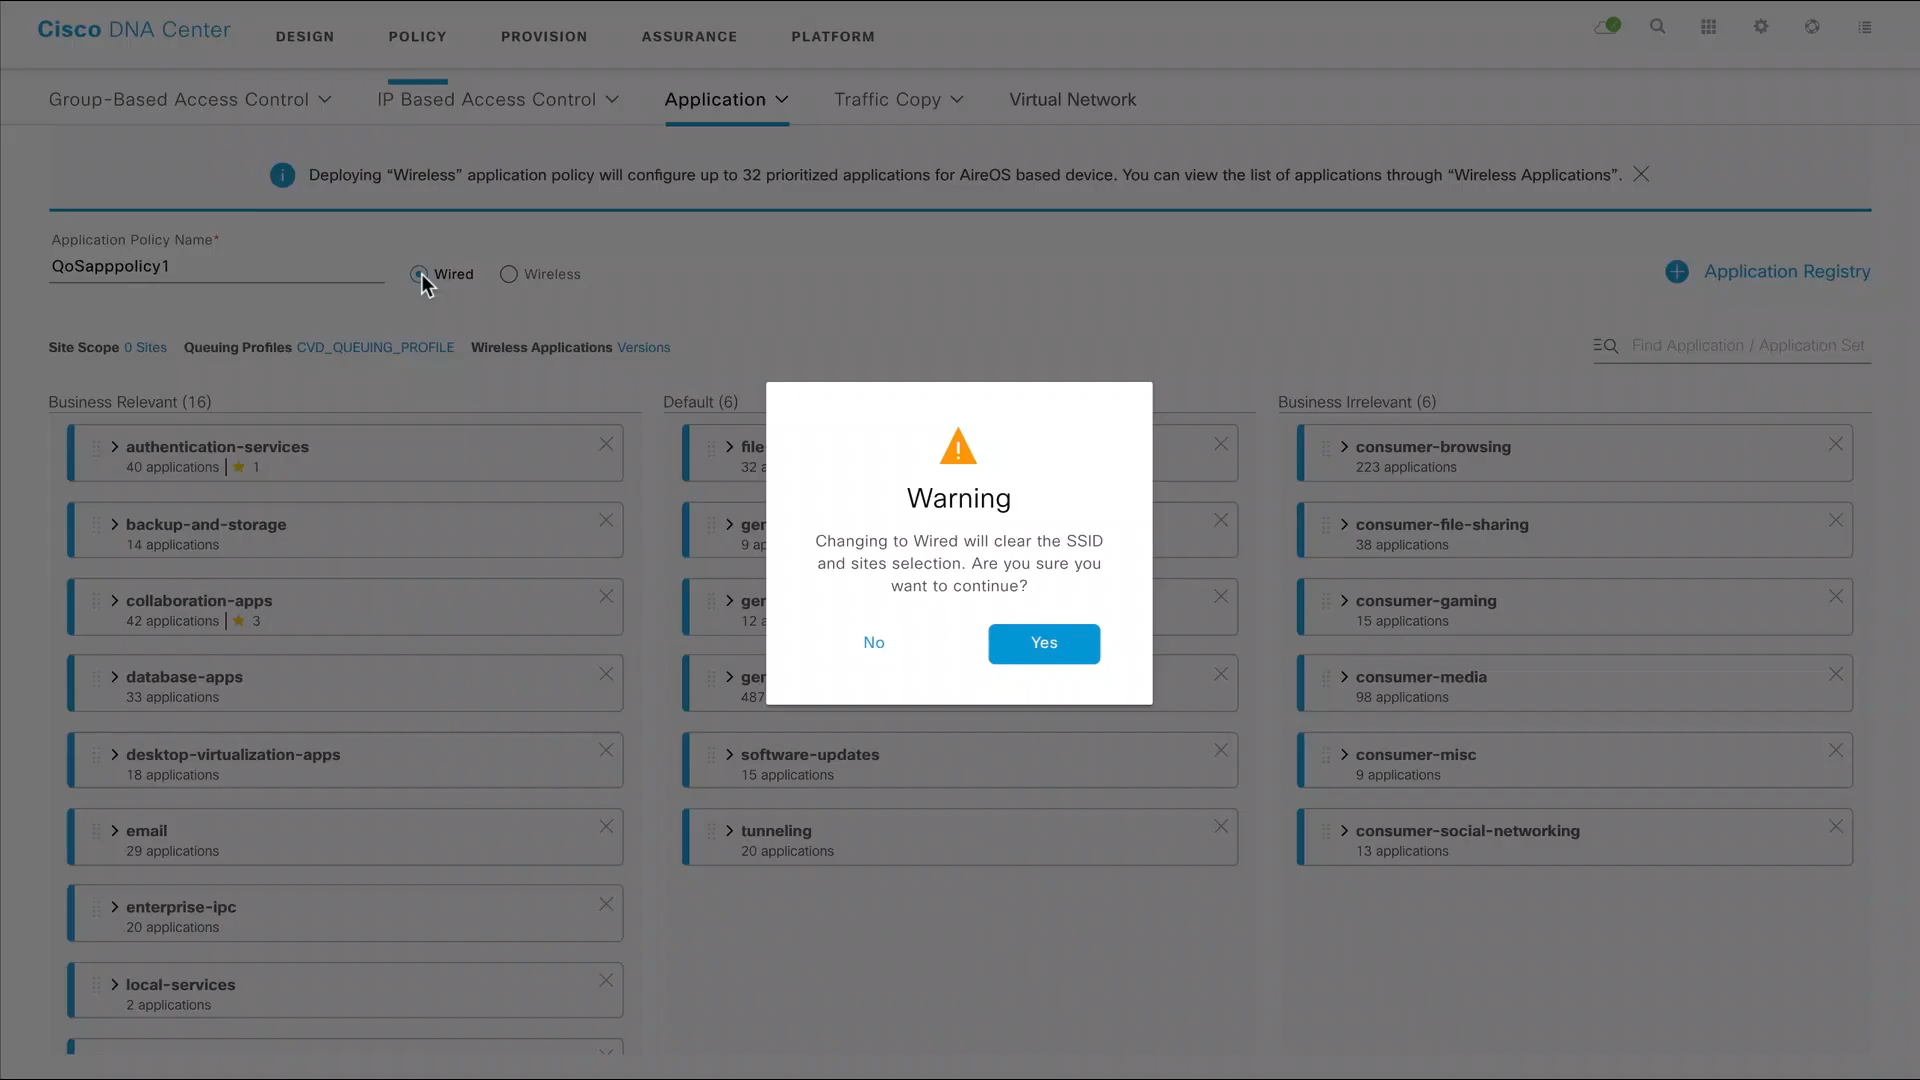 Cisco DNA Center
DESIGN
POLICY
PROVISION
ASSURANCE
PLATFORM
Group-Based Access Control
IP Based Access Control
Application
Traffic Copy
Virtual Network
Deploying “Wireless” application policy will configure up to 32 prioritized applications for AireOS based device. You can view the list of applications through “Wireless Applications”.
Application Policy Name*
QoSapppolicy1
Wired
Wireless
Application Registry
Site Scope 0 Sites Queuing Profiles CVD_QUEUING_PROFILE Wireless Applications Versions
Find Application / Application Set
Business Relevant (16)
authentication-services
40 applications | 1
backup-and-storage
14 applications
collaboration-apps
42 applications | 3
database-apps
33 applications
desktop-virtualization-apps
18 applications
email
29 applications
enterprise-ipc
20 applications
local-services
2 applications
Default (6)
file
32 a
ger
9 ap
ger
12 a
ger
487
software-updates
15 applications
tunneling
20 applications
Business Irrelevant (6)
consumer-browsing
223 applications
consumer-file-sharing
38 applications
consumer-gaming
15 applications
consumer-media
98 applications
consumer-misc
9 applications
consumer-social-networking
13 applications
Warning
Changing to Wired will clear the SSID
and sites selection. Are you sure you
want to continue?
No
Yes